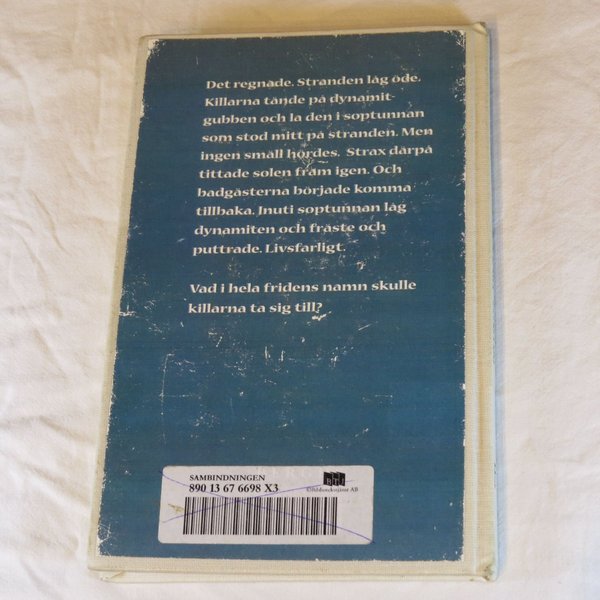 Det regnade. Stranden låg öde.
Killarna tände på dynamit-
gubben och la den i soptunnan
som stod mitt på stranden. Men
ingen smäll hördes. Strax därpå
tittade solen fram igen. Och
badgästerna började komma
tillbaka. Inuti soptunnan låg
dynamiten och fräste och
puttrade. Livsfarligt.
Vad i hela fridens namn skulle
killarna ta sig till?
SAMBINDNINGEN
890 13 67 6698 X3
BTJ
©Bibliotekstjänst AB